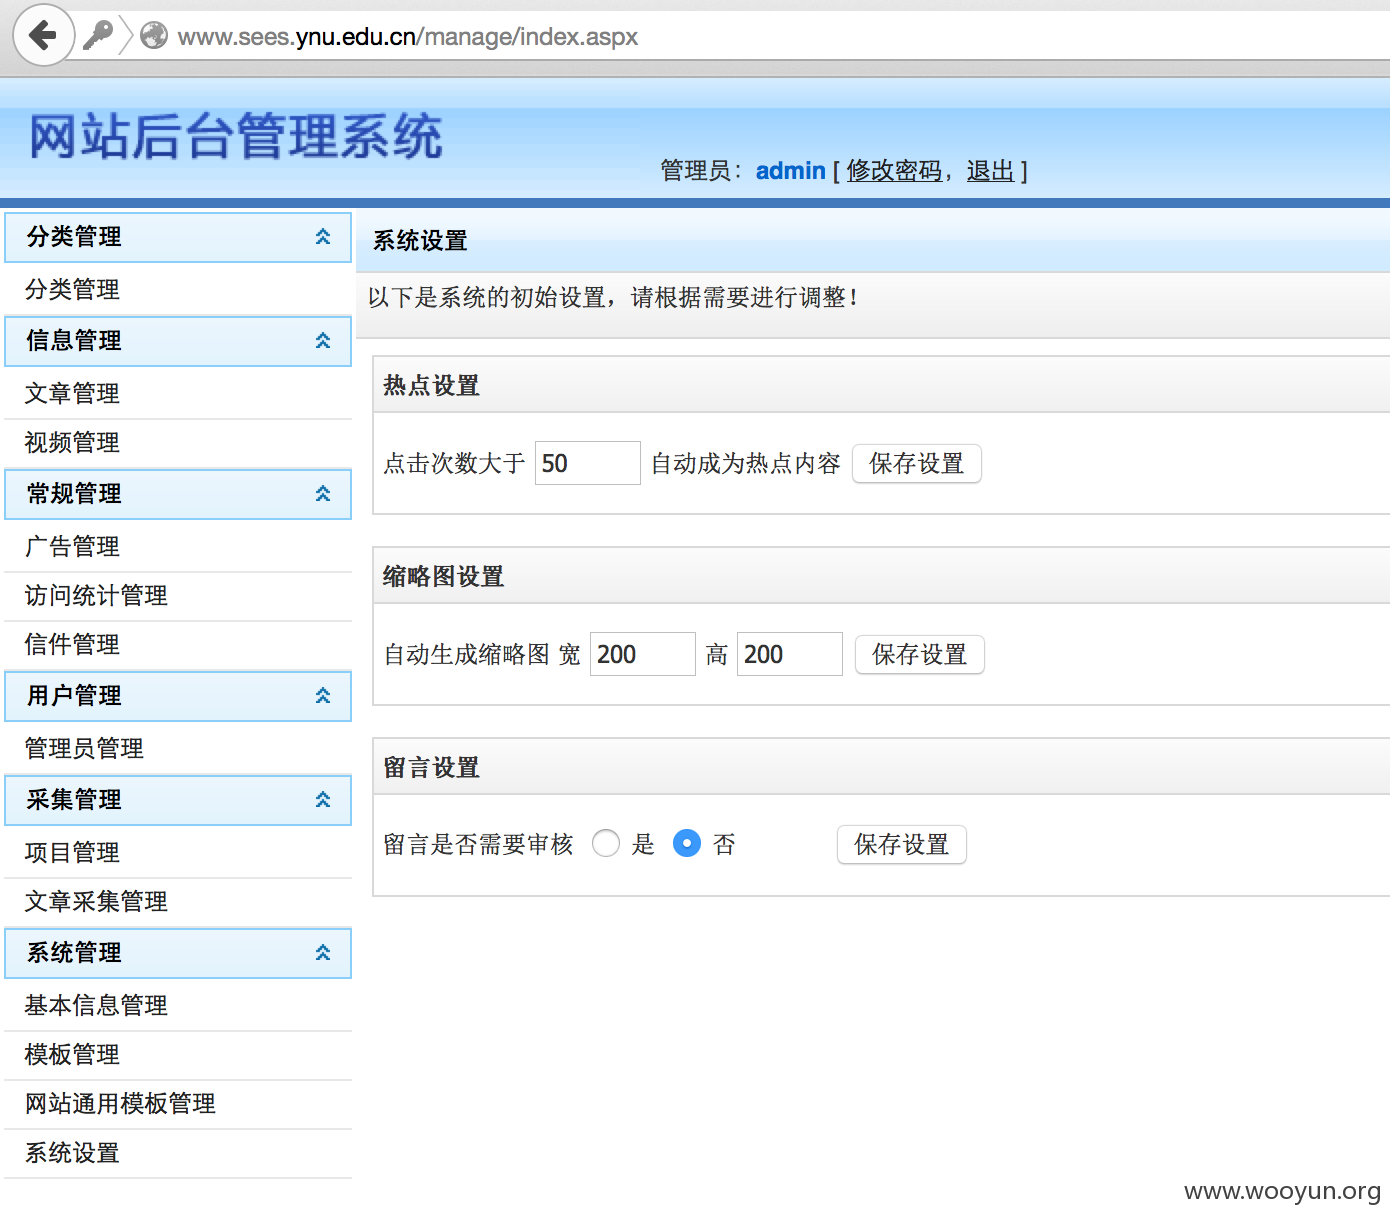 www.sees.ynu.edu.cn/manage/index.aspx
网站后台管理系统
管理员：admin [ 修改密码，退出 ]
分类管理
分类管理
信息管理
文章管理
视频管理
常规管理
广告管理
访问统计管理
信件管理
用户管理
管理员管理
采集管理
项目管理
文章采集管理
系统管理
基本信息管理
模板管理
网站通用模板管理
系统设置
系统设置
以下是系统的初始设置，请根据需要进行调整！
热点设置
点击次数大于 50 自动成为热点内容 保存设置
缩略图设置
自动生成缩略图 宽 200 高 200 保存设置
留言设置
留言是否需要审核 是 否 保存设置
www.wooyun.org